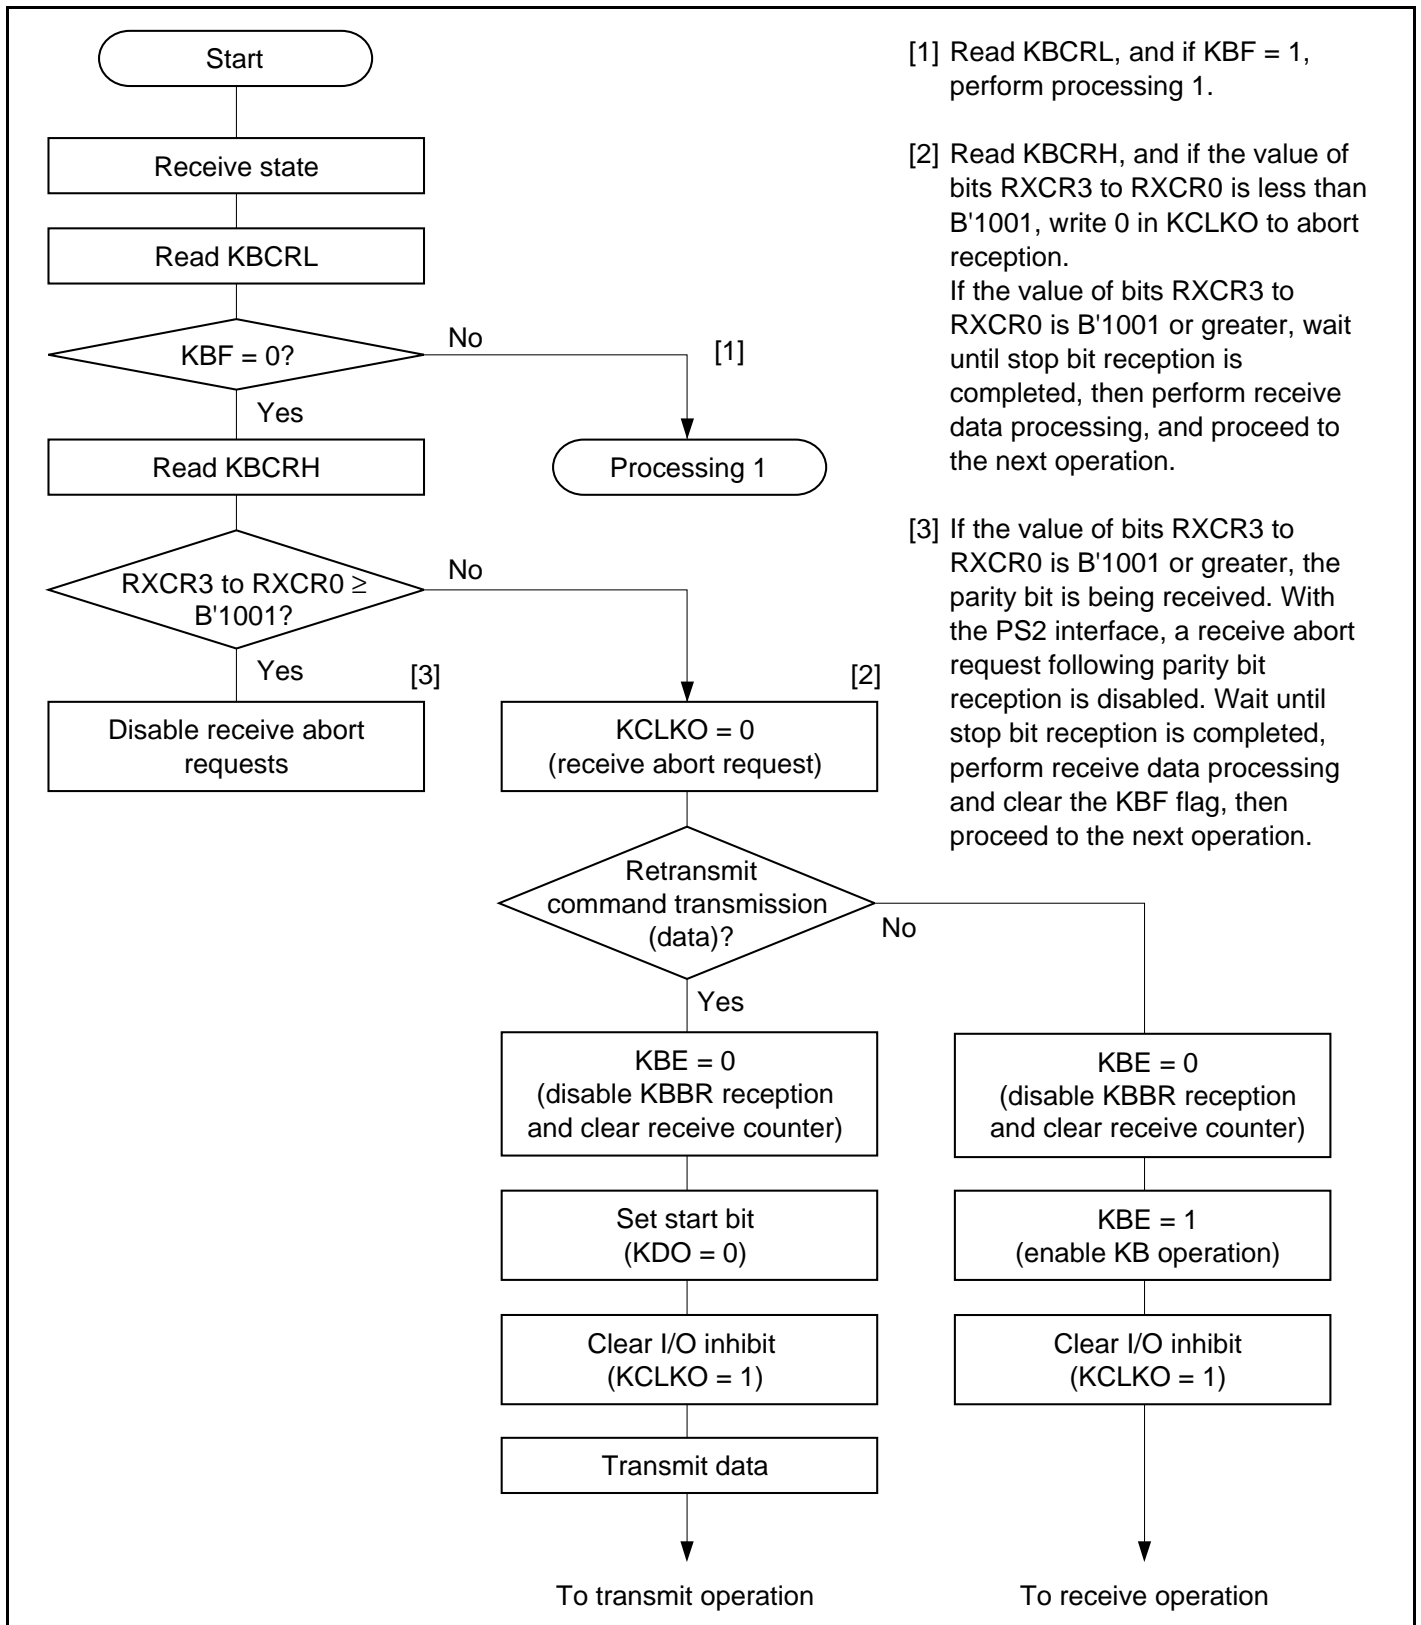 Start
Receive state
Read KBCRL
KBF = 0?
No
[1]
Yes
Processing 1
Read KBCRH
RXCR3 to RXCR0 ≥
B'1001?
No
Yes
[3]
Disable receive abort
requests
[2]
KCLKO = 0
(receive abort request)
Retransmit
command transmission
(data)?
No
Yes
KBE = 0
(disable KBBR reception
and clear receive counter)
Set start bit
(KDO = 0)
Clear I/O inhibit
(KCLKO = 1)
Transmit data
To transmit operation
KBE = 0
(disable KBBR reception
and clear receive counter)
KBE = 1
(enable KB operation)
Clear I/O inhibit
(KCLKO = 1)
To receive operation
[1] Read KBCRL, and if KBF = 1,
perform processing 1.
[2] Read KBCRH, and if the value of
bits RXCR3 to RXCR0 is less than
B'1001, write 0 in KCLKO to abort
reception.
If the value of bits RXCR3 to
RXCR0 is B'1001 or greater, wait
until stop bit reception is
completed, then perform receive
data processing, and proceed to
the next operation.
[3] If the value of bits RXCR3 to
RXCR0 is B'1001 or greater, the
parity bit is being received. With
the PS2 interface, a receive abort
request following parity bit
reception is disabled. Wait until
stop bit reception is completed,
perform receive data processing
and clear the KBF flag, then
proceed to the next operation.